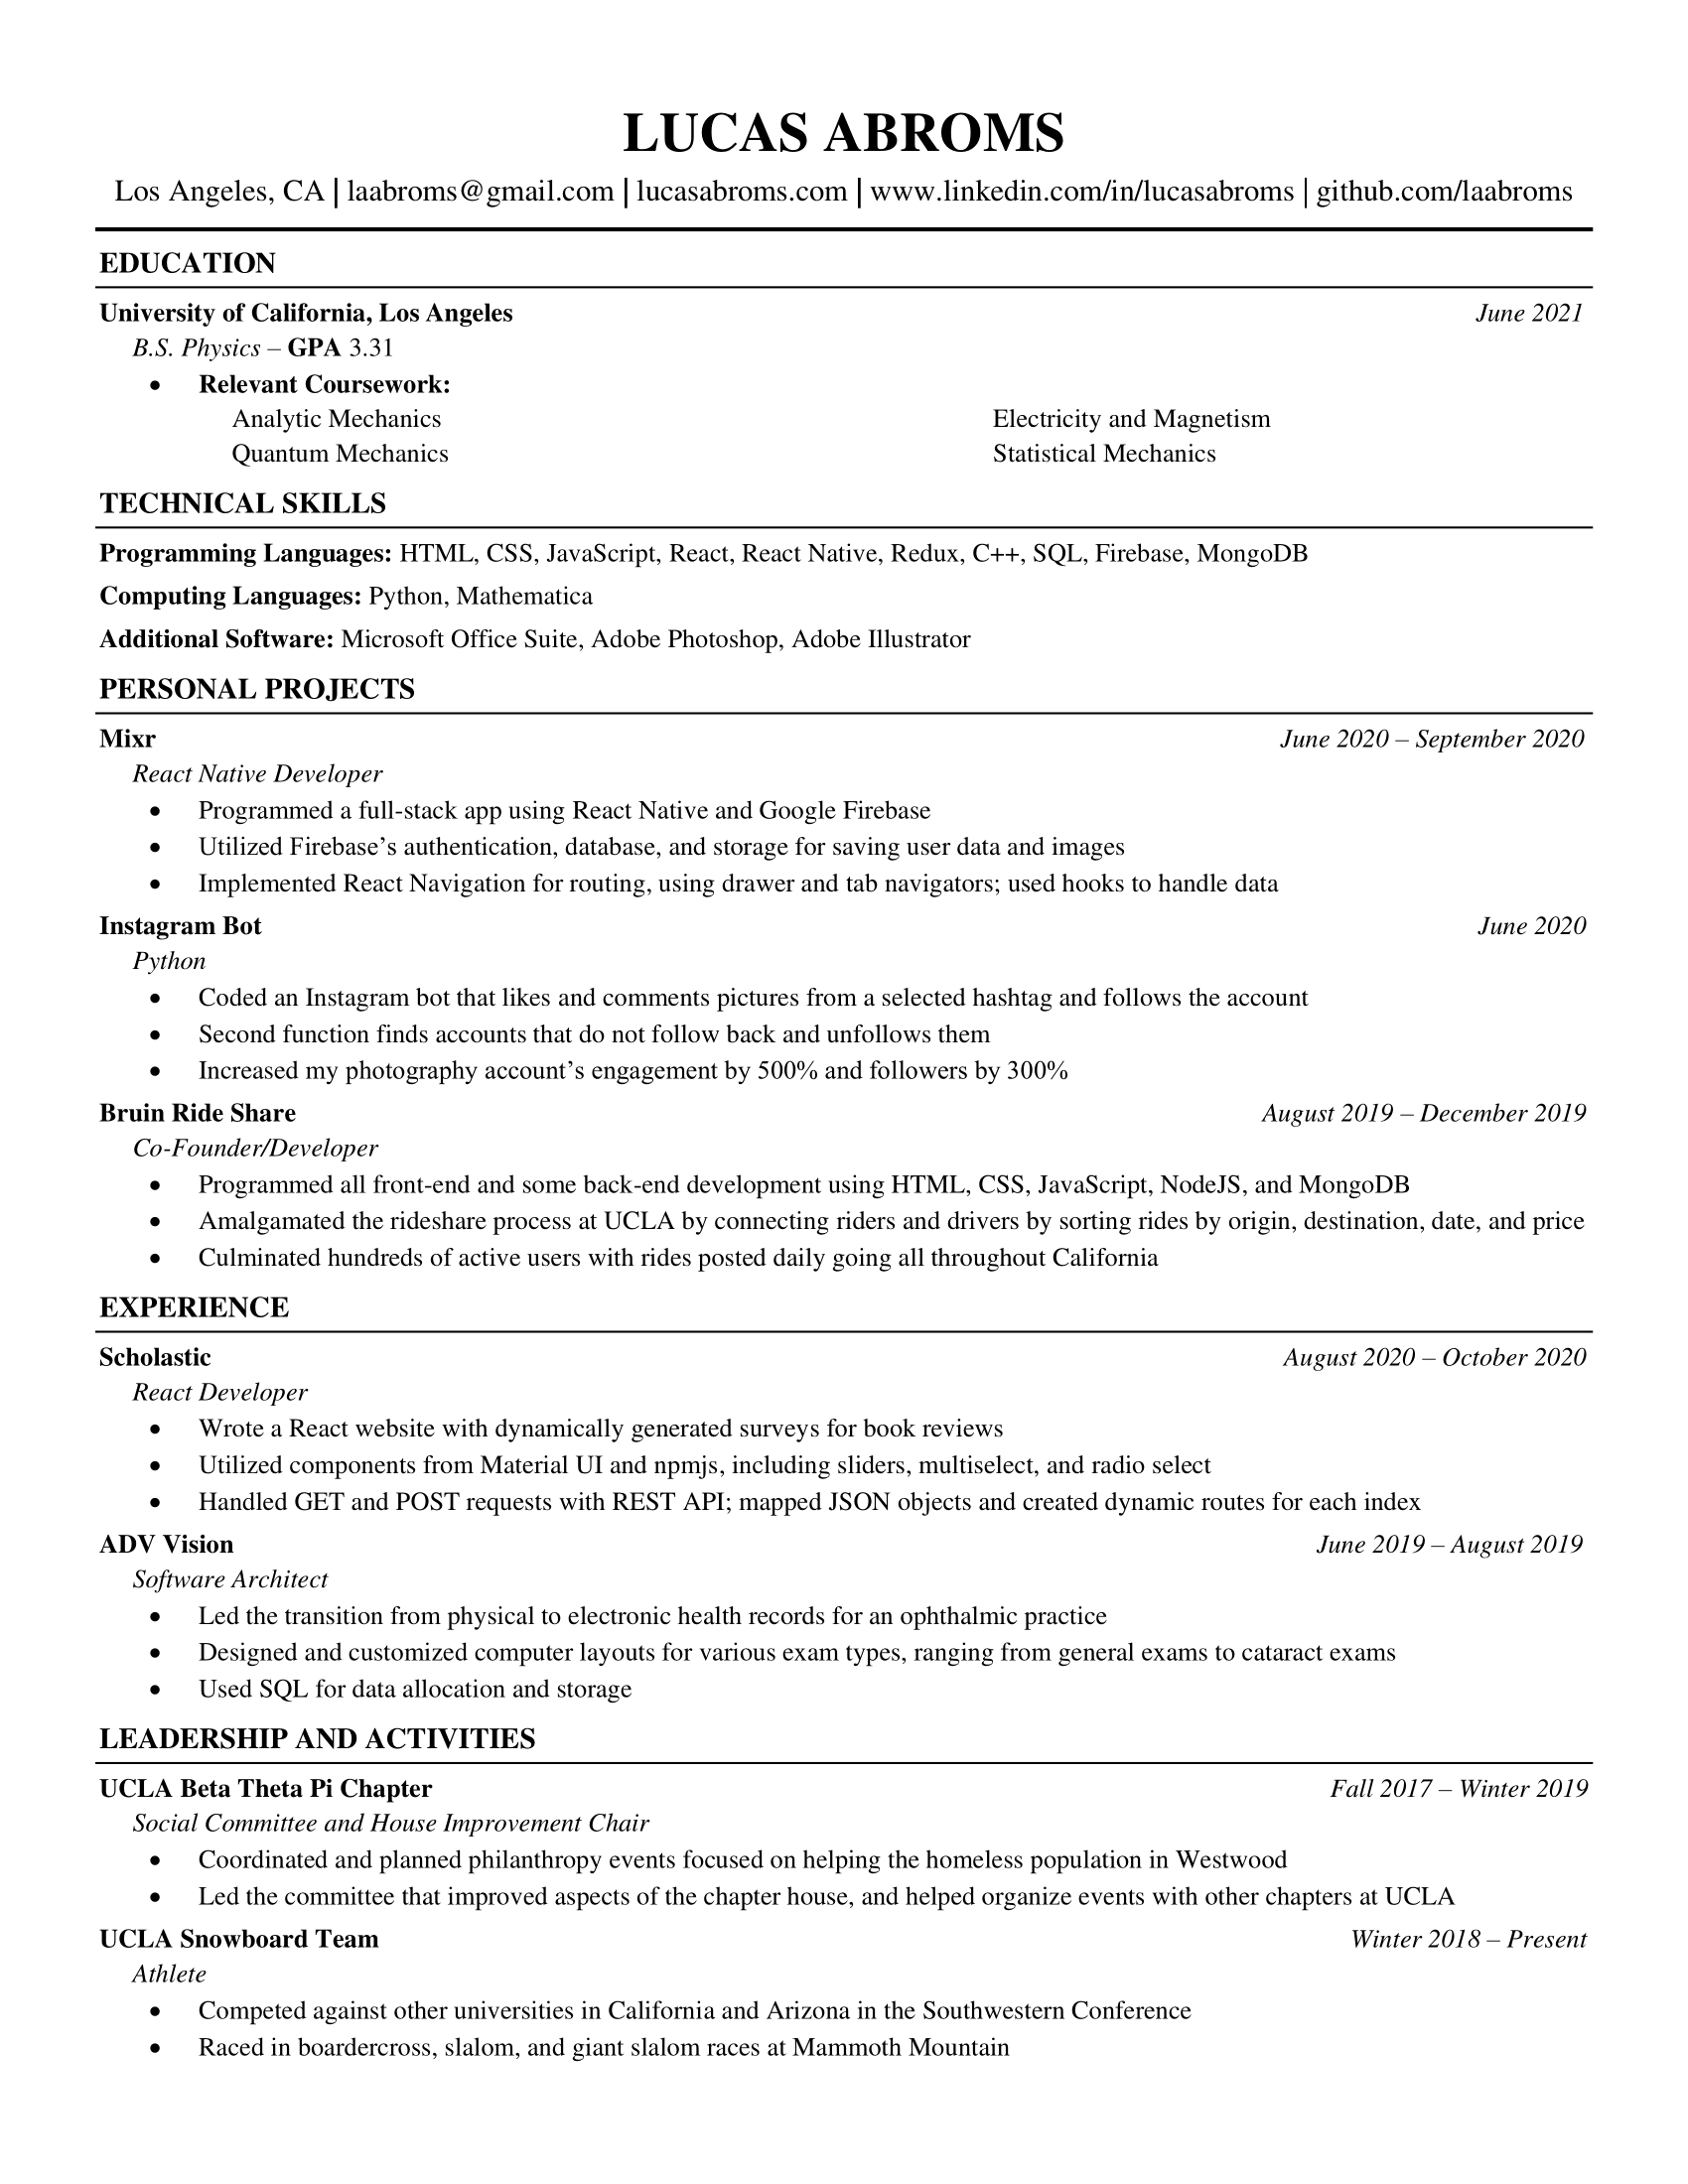 LUCAS ABROMS
Los Angeles, CA | laabroms@gmail.com | lucasabroms.com | www.linkedin.com/in/lucasabroms | github.com/laabroms
EDUCATION
University of California, Los Angeles June 2021
B.S. Physics – GPA 3.31
• Relevant Coursework:
Analytic Mechanics Electricity and Magnetism
Quantum Mechanics Statistical Mechanics
TECHNICAL SKILLS
Programming Languages: HTML, CSS, JavaScript, React, React Native, Redux, C++, SQL, Firebase, MongoDB
Computing Languages: Python, Mathematica
Additional Software: Microsoft Office Suite, Adobe Photoshop, Adobe Illustrator
PERSONAL PROJECTS
Mixr June 2020 – September 2020
React Native Developer
• Programmed a full-stack app using React Native and Google Firebase
• Utilized Firebase’s authentication, database, and storage for saving user data and images
• Implemented React Navigation for routing, using drawer and tab navigators; used hooks to handle data
Instagram Bot June 2020
Python
• Coded an Instagram bot that likes and comments pictures from a selected hashtag and follows the account
• Second function finds accounts that do not follow back and unfollows them
• Increased my photography account’s engagement by 500% and followers by 300%
Bruin Ride Share August 2019 – December 2019
Co-Founder/Developer
• Programmed all front-end and some back-end development using HTML, CSS, JavaScript, NodeJS, and MongoDB
• Amalgamated the rideshare process at UCLA by connecting riders and drivers by sorting rides by origin, destination, date, and price
• Culminated hundreds of active users with rides posted daily going all throughout California
EXPERIENCE
Scholastic August 2020 – October 2020
React Developer
• Wrote a React website with dynamically generated surveys for book reviews
• Utilized components from Material UI and npmjs, including sliders, multiselect, and radio select
• Handled GET and POST requests with REST API; mapped JSON objects and created dynamic routes for each index
ADV Vision June 2019 – August 2019
Software Architect
• Led the transition from physical to electronic health records for an ophthalmic practice
• Designed and customized computer layouts for various exam types, ranging from general exams to cataract exams
• Used SQL for data allocation and storage
LEADERSHIP AND ACTIVITIES
UCLA Beta Theta Pi Chapter Fall 2017 – Winter 2019
Social Committee and House Improvement Chair
• Coordinated and planned philanthropy events focused on helping the homeless population in Westwood
• Led the committee that improved aspects of the chapter house, and helped organize events with other chapters at UCLA
UCLA Snowboard Team Winter 2018 – Present
Athlete
• Competed against other universities in California and Arizona in the Southwestern Conference
• Raced in boardercross, slalom, and giant slalom races at Mammoth Mountain